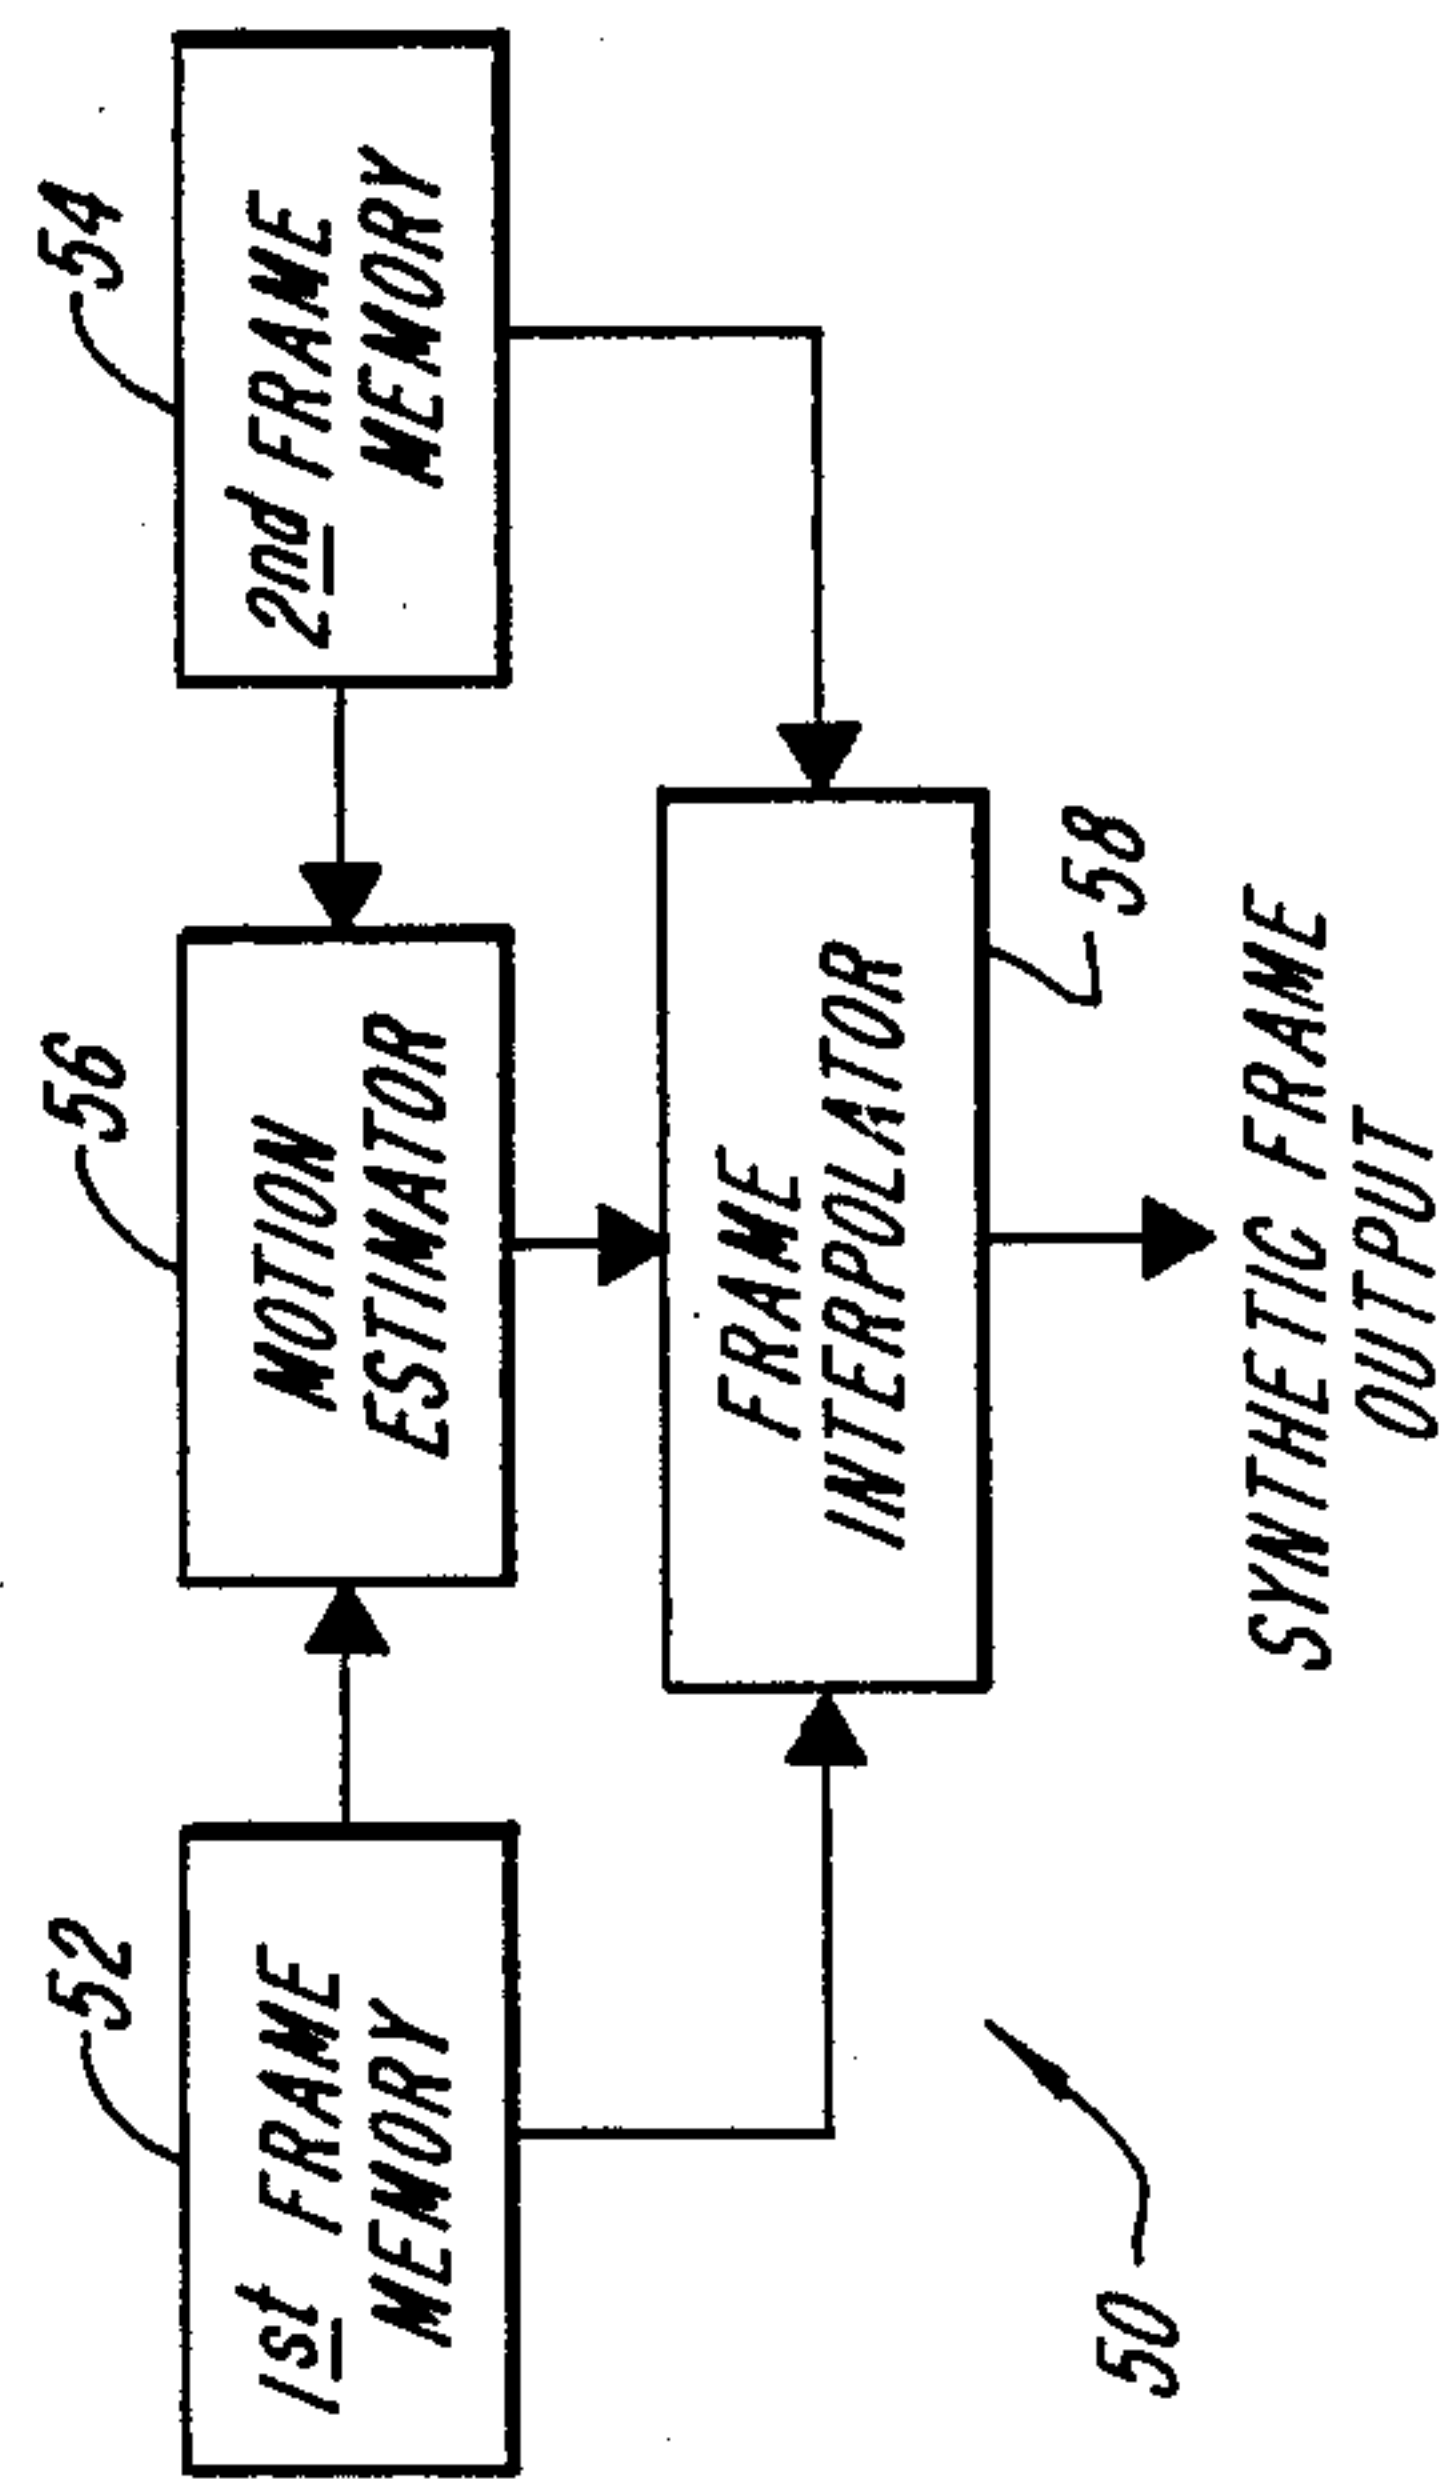 52
1st FRAME
MEMORY
56
MOTION
ESTIMATOR
54
2nd FRAME
MEMORY
FRAME
INTERPOLATOR
58
50
SYNTHETIC FRAME
OUTPUT